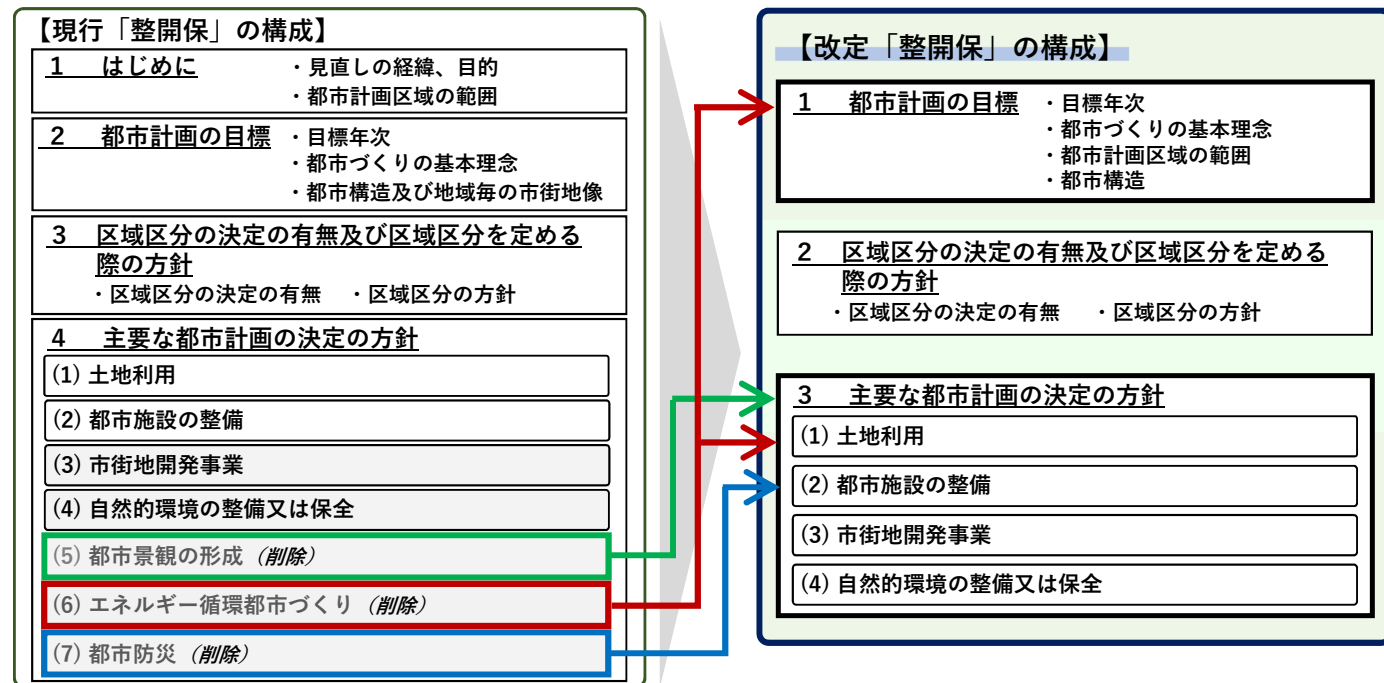 【現行「整開保」の構成】
1 はじめに ・見直しの経緯、目的
・都市計画区域の範囲
2 都市計画の目標 ・目標年次
・都市づくりの基本理念
・都市構造及び地域毎の市街地像
3 区域区分の決定の有無及び区域区分を定める
際の方針
・区域区分の決定の有無 ・区域区分の方針
4 主要な都市計画の決定の方針
(1) 土地利用
(2) 都市施設の整備
(3) 市街地開発事業
(4) 自然的環境の整備又は保全
(5) 都市景観の形成（削除）
(6) エネルギー循環都市づくり（削除）
(7) 都市防災（削除）
【改定「整開保」の構成】
1 都市計画の目標 ・目標年次
・都市づくりの基本理念
・都市計画区域の範囲
・都市構造
2 区域区分の決定の有無及び区域区分を定める
際の方針
・区域区分の決定の有無 ・区域区分の方針
3 主要な都市計画の決定の方針
(1) 土地利用
(2) 都市施設の整備
(3) 市街地開発事業
(4) 自然的環境の整備又は保全